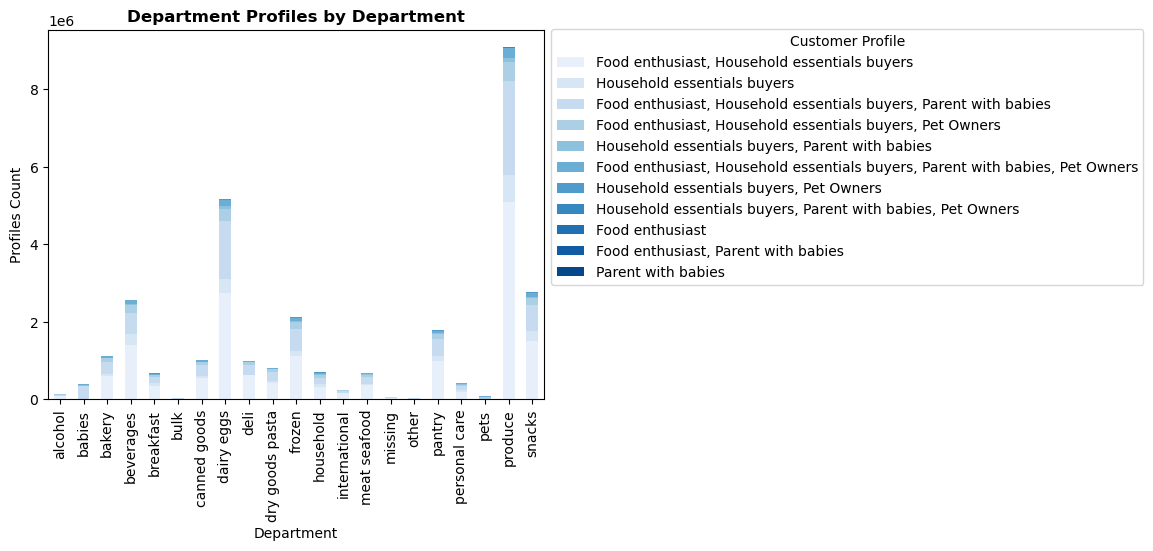 Department Profiles by Department
1e6
8
6
4
2
0
Profiles Count
alcohol
babies
bakery
beverages
breakfast
bulk
canned goods
dairy eggs
deli
dry goods pasta
frozen
household
international
meat seafood
missing
other
pantry
personal care
pets
produce
snacks
Department
Customer Profile
Food enthusiast, Household essentials buyers
Household essentials buyers
Food enthusiast, Household essentials buyers, Parent with babies
Food enthusiast, Household essentials buyers, Pet Owners
Household essentials buyers, Parent with babies
Food enthusiast, Household essentials buyers, Parent with babies, Pet Owners
Household essentials buyers, Pet Owners
Household essentials buyers, Parent with babies, Pet Owners
Food enthusiast
Food enthusiast, Parent with babies
Parent with babies